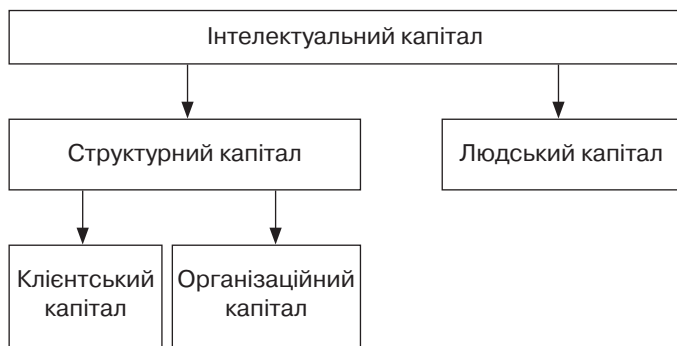 Інтелектуальний капітал
Структурний капітал
Людський капітал
Клієнтський
капітал
Організаційний
капітал